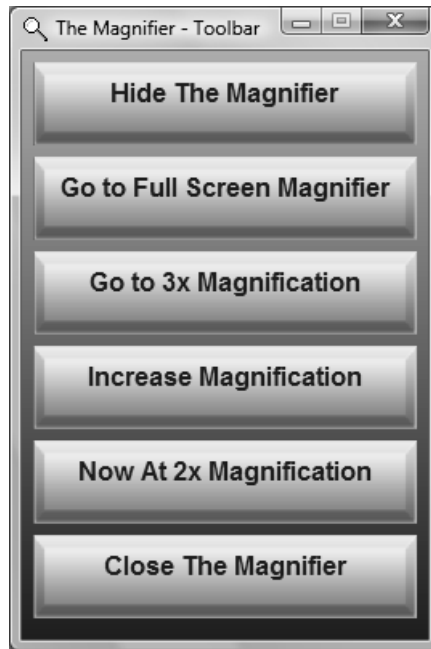 The Magnifier - Toolbar
Hide The Magnifier
Go to Full Screen Magnifier
Go to 3x Magnification
Increase Magnification
Now At 2x Magnification
Close The Magnifier